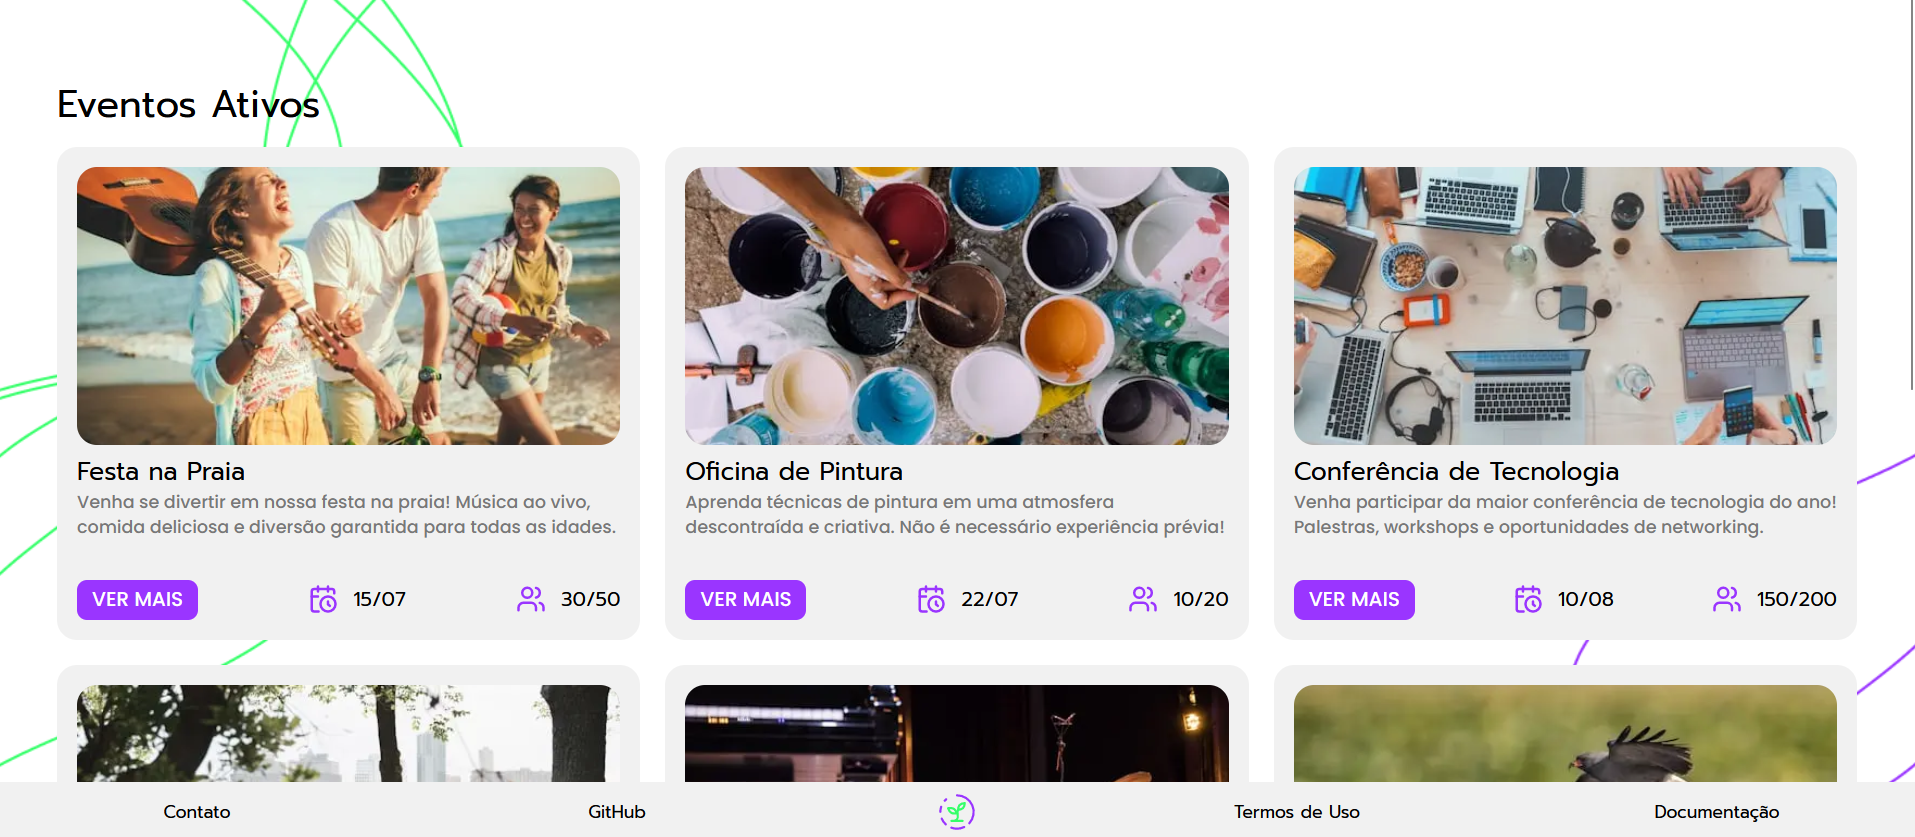 Eventos Ativos
Festa na Praia
Venha se divertir em nossa festa na praia! Música ao vivo,
comida deliciosa e diversão garantida para todas as idades.
VER MAIS
15/07
30/50
Oficina de Pintura
Aprenda técnicas de pintura em uma atmosfera
descontraída e criativa. Não é necessário experiência prévia!
VER MAIS
22/07
10/20
Conferência de Tecnologia
Venha participar da maior conferência de tecnologia do ano!
Palestras, workshops e oportunidades de networking.
VER MAIS
10/08
150/200
Contato
GitHub
Termos de Uso
Documentação